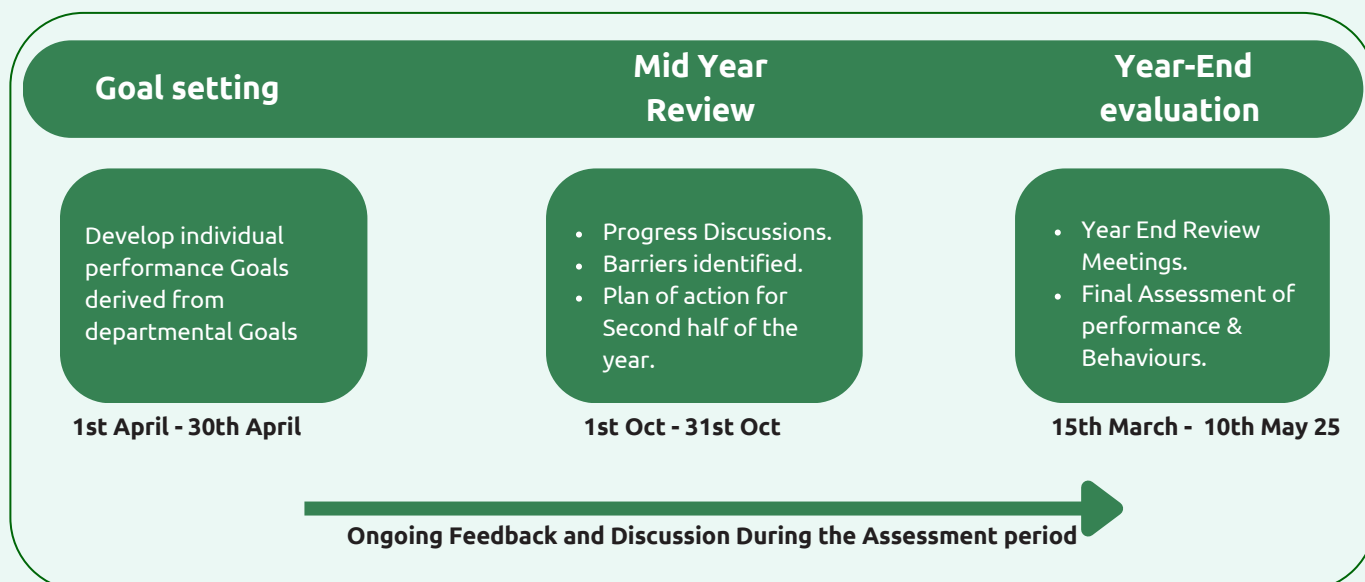 Goal setting
Mid Year
Review
Year-End
evaluation
Develop individual
performance Goals
derived from
departmental Goals
1st April - 30th April
• Progress Discussions.
• Barriers identified.
• Plan of action for
Second half of the
year.
1st Oct - 31st Oct
• Year End Review
Meetings.
• Final Assessment of
performance &
Behaviours.
15th March -  10th May 25
Ongoing Feedback and Discussion During the Assessment period